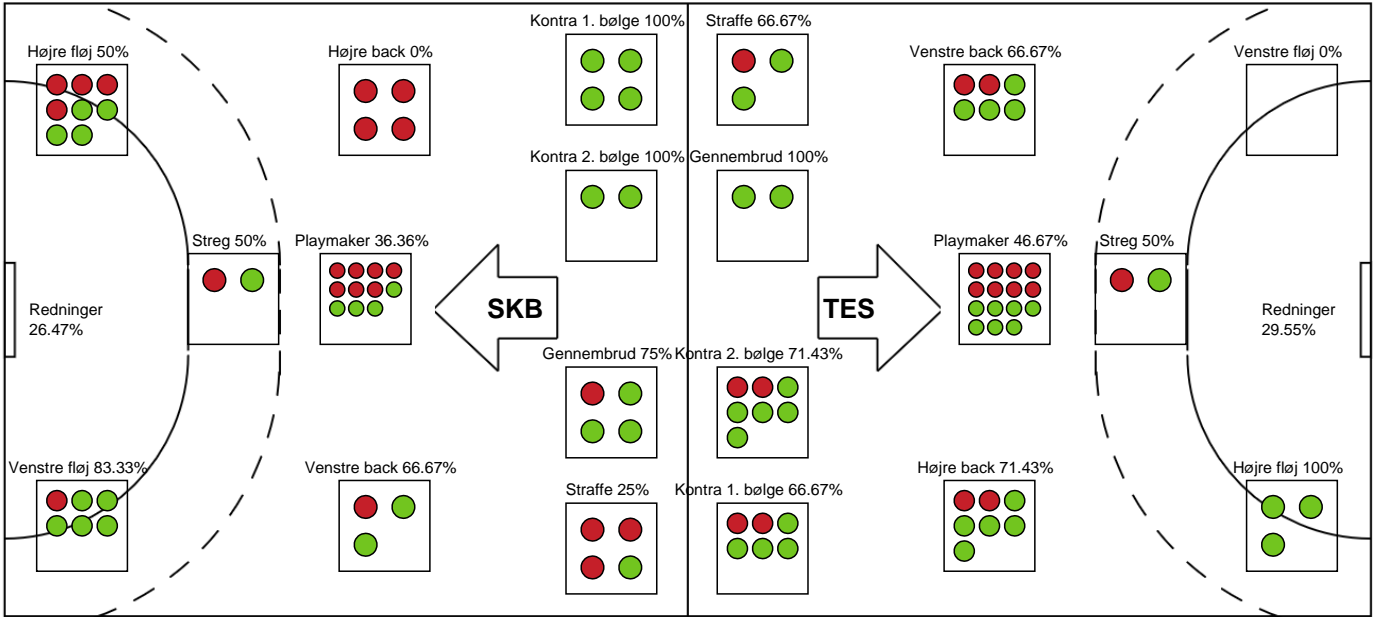 Kontra 1. bølge 100%
Straffe 66.67%
Højre fløj 50%
Højre back 0%
Venstre back 66.67%
Venstre fløj 0%
Kontra 2. bølge 100%
Gennembrud 100%
Streg 50%
Playmaker 36.36%
Playmaker 46.67%
Streg 50%
Redninger
26.47%
SKB
TES
Redninger
29.55%
Gennembrud 75%
Kontra 2. bølge 71.43%
Venstre fløj 83.33%
Venstre back 66.67%
Straffe 25%
Kontra 1. bølge 66.67%
Højre back 71.43%
Højre fløj 100%